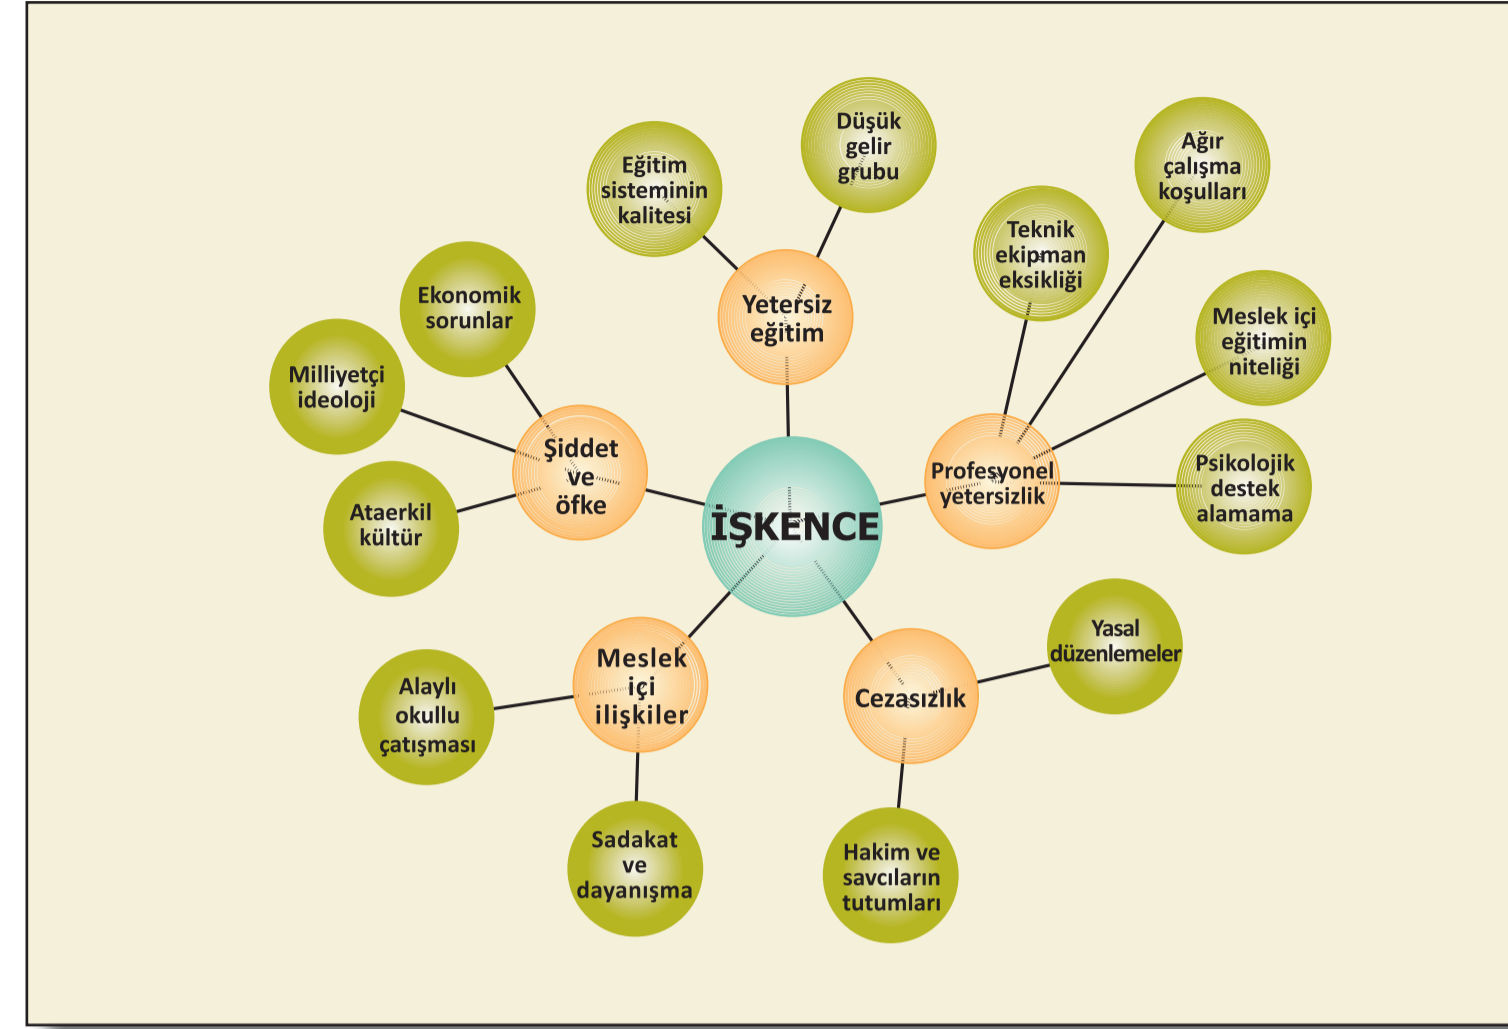 Düşük
gelir
grubu
Eğitim
sisteminin
kalitesi
Ağır
çalışma
koşulları
Teknik
ekipman
eksikliği
Ekonomik
sorunlar
Yetersiz
eğitim
Meslek içi
eğitimin
niteliği
Milliyetçi
ideoloji
Şiddet
ve
öfke
Profesyonel
yetersizlik
Psikolojik
destek
alamama
Ataerkil
kültür
İŞKENCE
Yasal
düzenlemeler
Meslek
içi
ilişkiler
Cezasızlık
Alaylı
okullu
çatışması
Sadakat
ve
dayanışma
Hakim ve
savcıların
tutumları